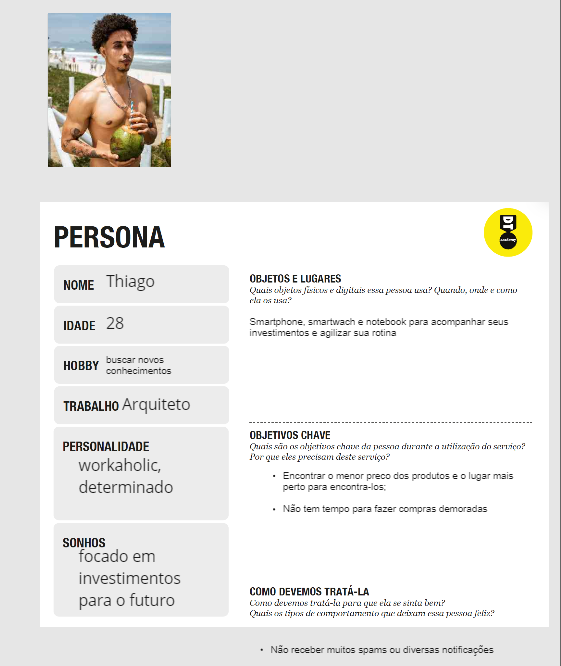 PERSONA
DT
academy
NOME Thiago
IDADE 28
HOBBY buscar novos
conhecimentos
TRABALHO Arquiteto
PERSONALIDADE
workaholic,
determinado
SONHOS
focado em
investimentos
para o futuro
OBJETOS E LUGARES
Quais objetos físicos e digitais essa pessoa usa? Quando, onde e como
ela os usa?
Smartphone, smartwach e notebook para acompanhar seus
investimentos e agilizar sua rotina
OBJETIVOS CHAVE
Quais são os objetivos chave da pessoa durante a utilização do serviço?
Por que eles precisam deste serviço?
• Encontrar o menor preco dos produtos e o lugar mais
perto para encontra-los;
• Não tem tempo para fazer compras demoradas
COMO DEVEMOS TRATÁ-LA
Como devemos tratá-la para que ela se sinta bem?
Quais os tipos de comportamento que deixam essa pessoa feliz?
• Não receber muitos spams ou diversas notificações